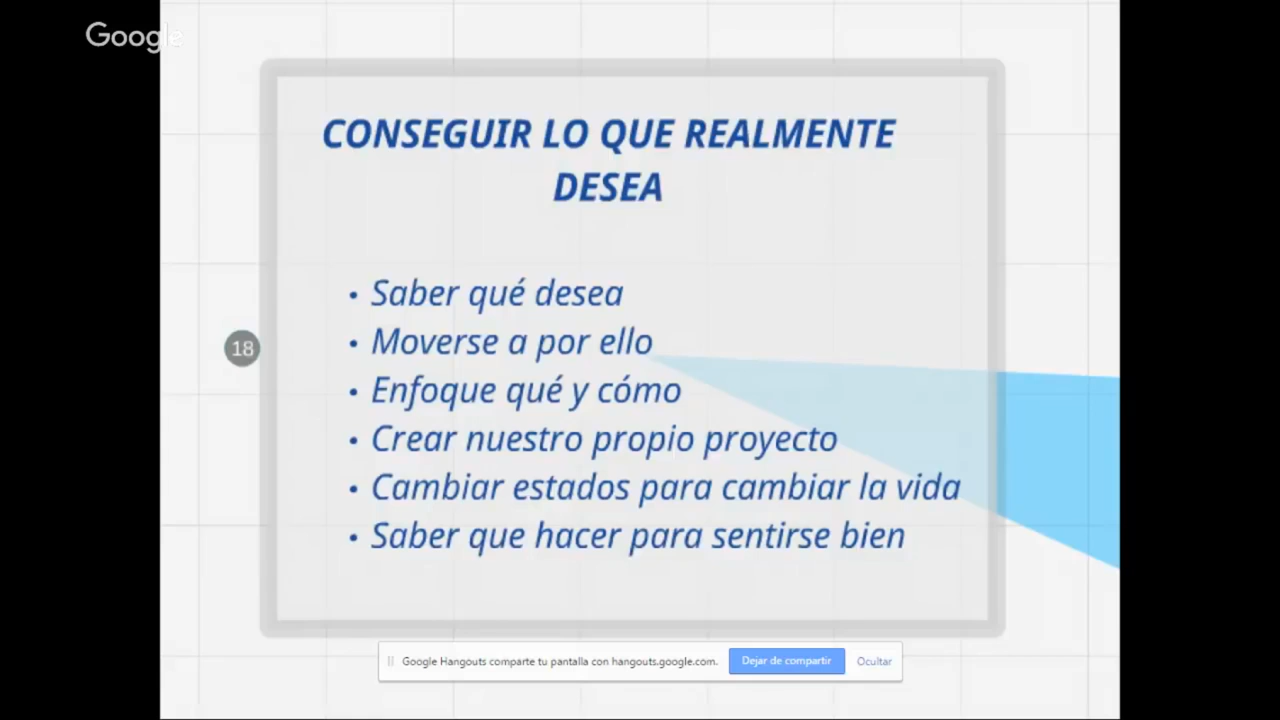 Google
CONSEGUIR LO QUE REALMENTE
DESEA
• Saber qué desea
• Moverse a por ello
18
• Enfoque qué y cómo
• Crear nuestro propio proyecto
• Cambiar estados para cambiar la vida
• Saber que hacer para sentirse bien
Google Hangouts comparte tu pantalla con hangouts.google.com. Dejar de compartir Ocultar